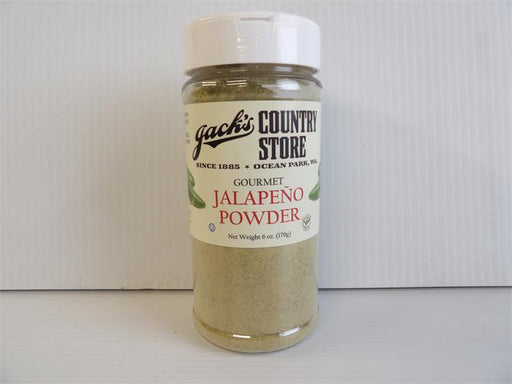 Jack's COUNTRY
STORE
SINCE 1885 * OCEAN PARK, WA.
GOURMET
JALAPEÑO
POWDER
Net Weight 6 oz. (170g)